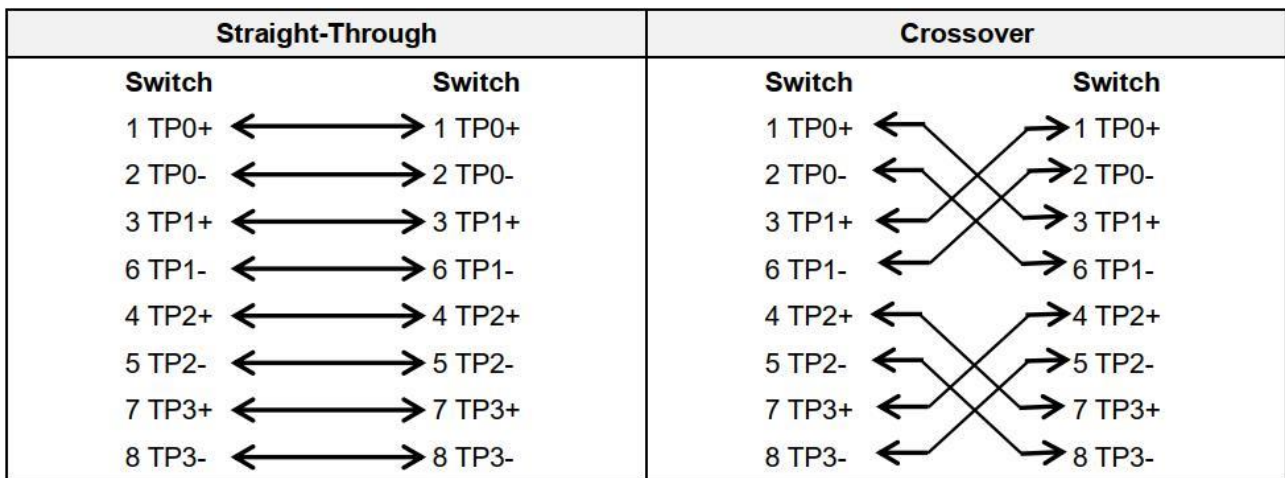 Straight-Through Crossover
Switch Switch Switch Switch
1 TP0+ 1 TP0+ 1 TP0+ 1 TP0+
2 TP0- 2 TP0- 2 TP0- 2 TP0-
3 TP1+ 3 TP1+ 3 TP1+ 3 TP1+
6 TP1- 6 TP1- 6 TP1- 6 TP1-
4 TP2+ 4 TP2+ 4 TP2+ 4 TP2+
5 TP2- 5 TP2- 5 TP2- 5 TP2-
7 TP3+ 7 TP3+ 7 TP3+ 7 TP3+
8 TP3- 8 TP3- 8 TP3- 8 TP3-